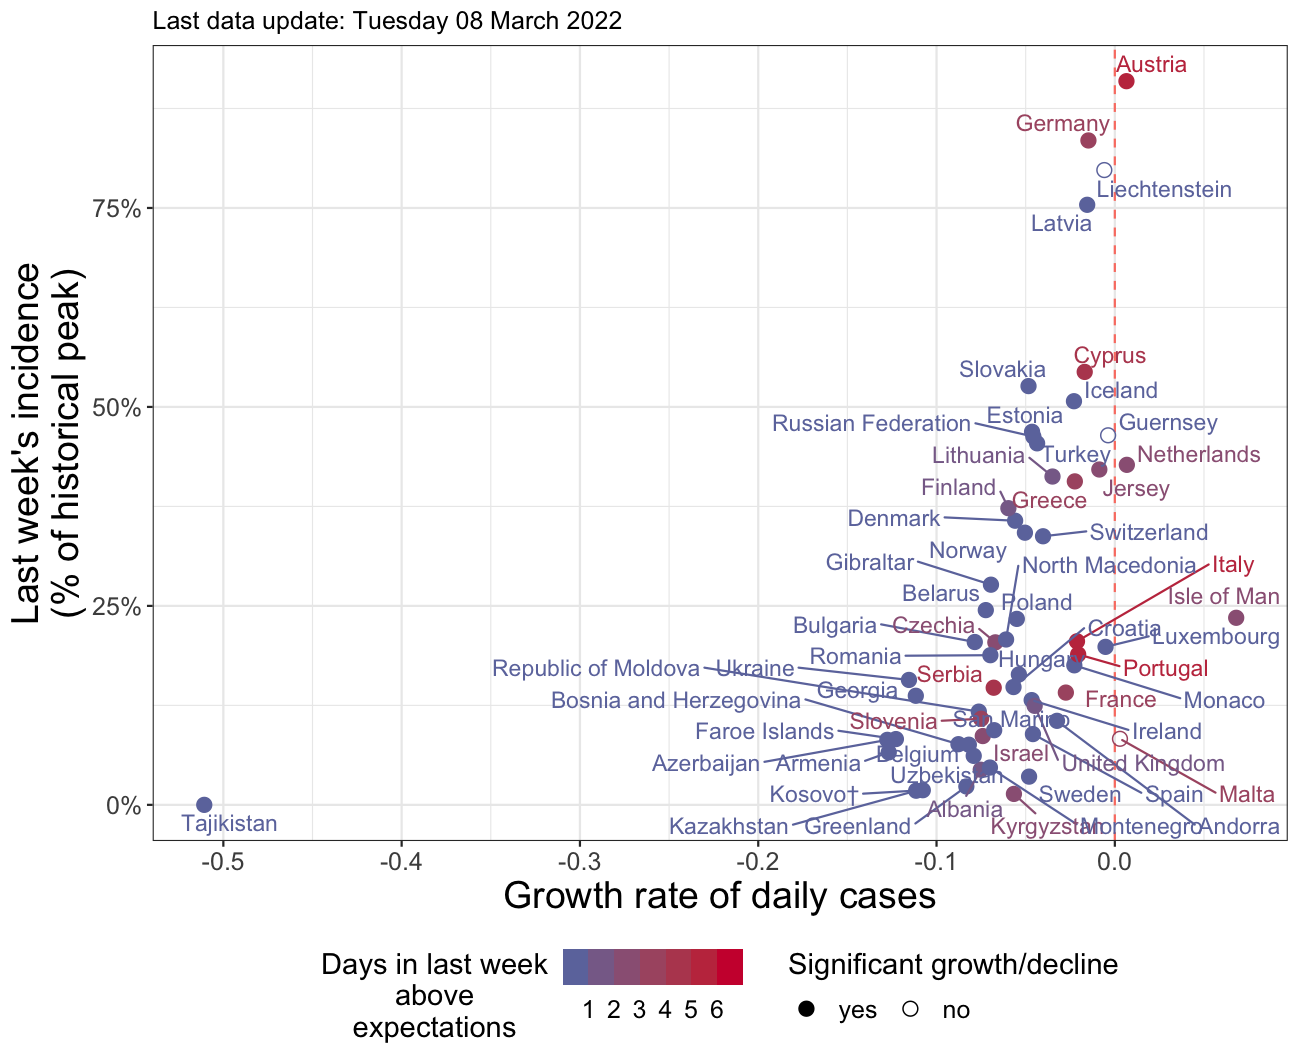 Last data update: Tuesday 08 March 2022
Austria
Germany
Liechtenstein
Latvia
75%
Cyprus
Slovakia
Iceland
50%
Estonia
Russian Federation
Guernsey
Lithuania
Turkey
Netherlands
Finland
Greece
Jersey
Denmark
Switzerland
Norway
Gibraltar
North Macedonia
Italy
Belarus
Poland
Isle of Man
25%
Bulgaria
Czechia
Croatia
Luxembourg
Romania
Hungary
Republic of Moldova
Ukraine
Serbia
Portugal
Georgia
Bosnia and Herzegovina
France
Monaco
Slovenia
San Marino
Faroe Islands
Ireland
Azerbaijan
Armenia
Belgium
Israel
United Kingdom
Uzbekistan
Kosovo†
Sweden
Spain
Malta
0%
Albania
Tajikistan
Kazakhstan
Greenland
Kyrgyzstan
Montenegro
Andorra
Last week's incidence
(% of historical peak)
-0.5
-0.4
-0.3
-0.2
-0.1
0.0
Growth rate of daily cases
Days in last week
above
expectations
1 2 3 4 5 6
Significant growth/decline
yes
no